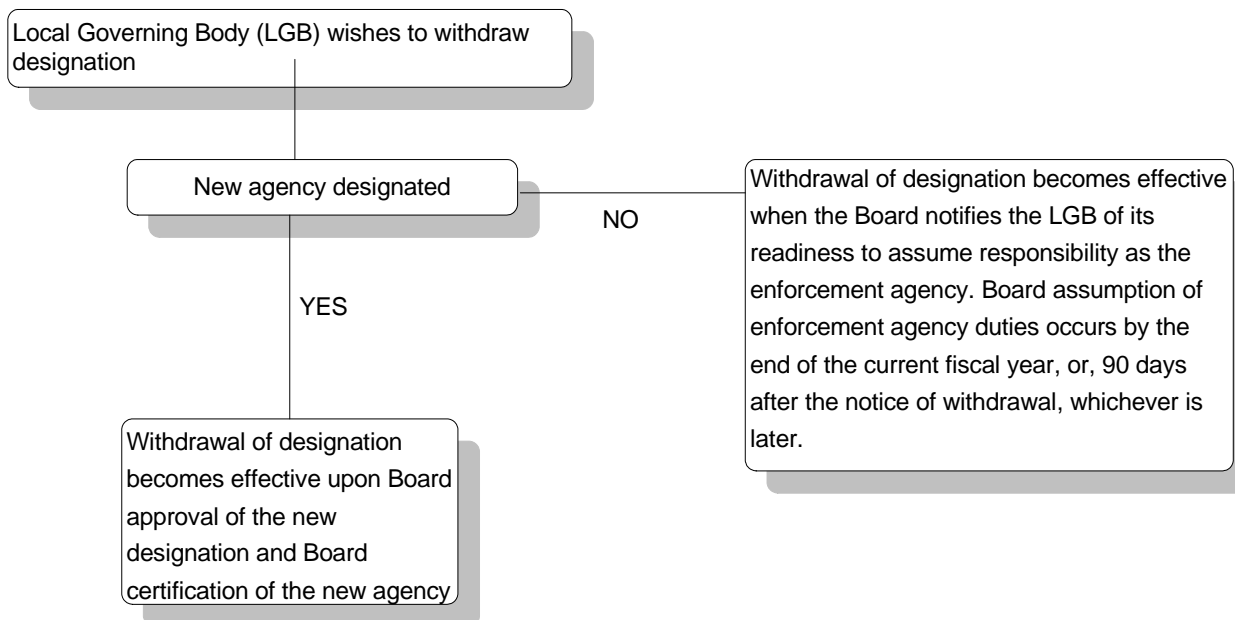 Local Governing Body (LGB) wishes to withdraw
designation
New agency designated
NO
Withdrawal of designation becomes effective
when the Board notifies the LGB of its
readiness to assume responsibility as the
enforcement agency. Board assumption of
enforcement agency duties occurs by the
end of the current fiscal year, or, 90 days
after the notice of withdrawal, whichever is
later.
YES
Withdrawal of designation
becomes effective upon Board
approval of the new
designation and Board
certification of the new agency